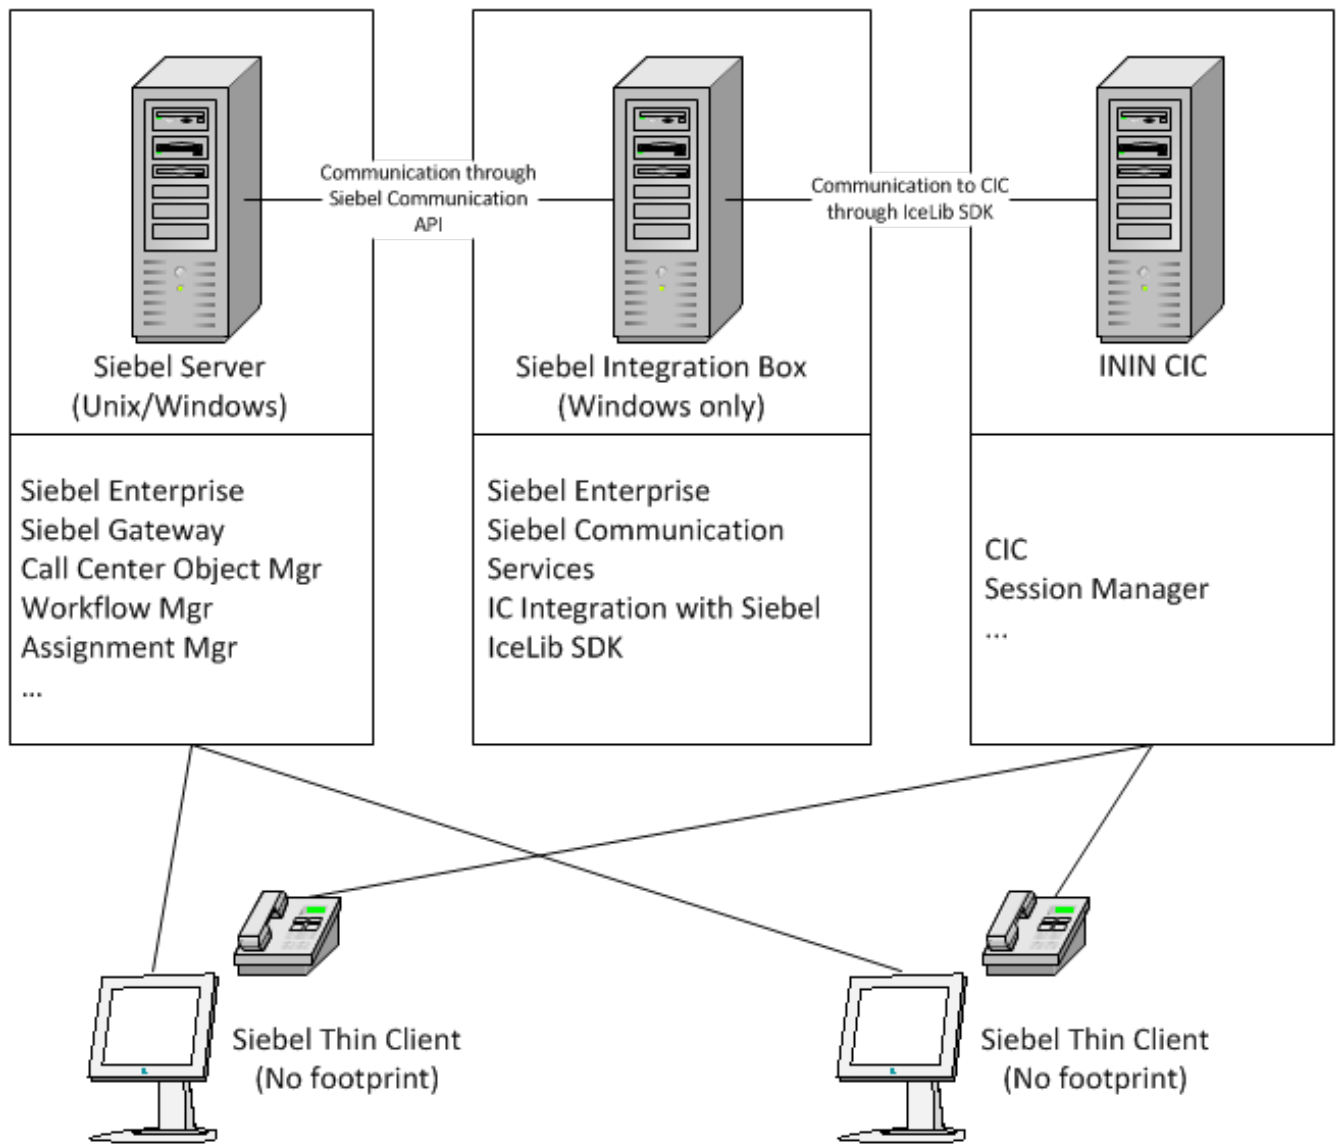 Communication through
Siebel Communication
API
Communication to CIC
through IceLib SDK
Siebel Server
(Unix/Windows)
Siebel Integration Box
(Windows only)
ININ CIC
Siebel Enterprise
Siebel Gateway
Call Center Object Mgr
Workflow Mgr
Assignment Mgr
...
Siebel Enterprise
Siebel Communication
Services
IC Integration with Siebel
IceLib SDK
CIC
Session Manager
...
Siebel Thin Client
(No footprint)
Siebel Thin Client
(No footprint)